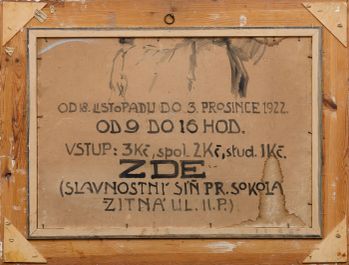 OD 18. LISTOPADU DO 3. PROSINCE 1922.
OD 9 DO 16 HOD.
VSTUP: 3Kč, spol. 2Kč, stud. 1Kč.
ZDE
(SLAVNOSTNÍ SÍŇ PR. SOKOLA
ŽITNÁ UL. II.P.)